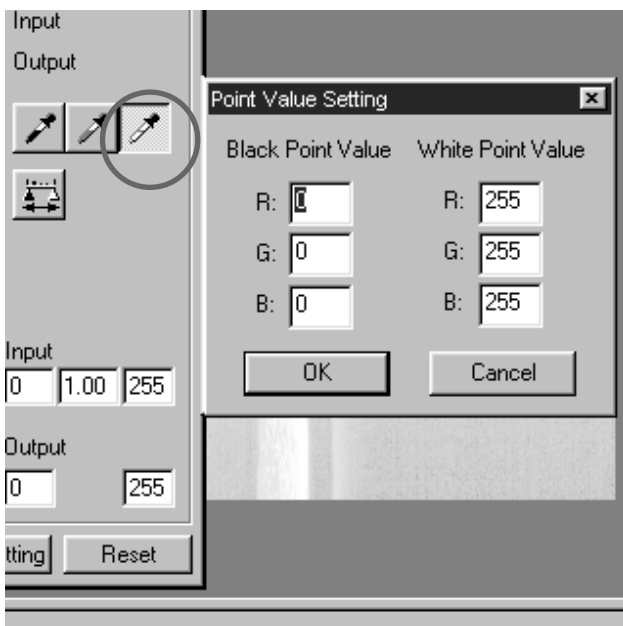 Input
Output
Point Value Setting
Black Point Value White Point Value
R: 0 R: 255
G: 0 G: 255
B: 0 B: 255
OK Cancel
Input
0 1.00 255
Output
0 255
tting Reset